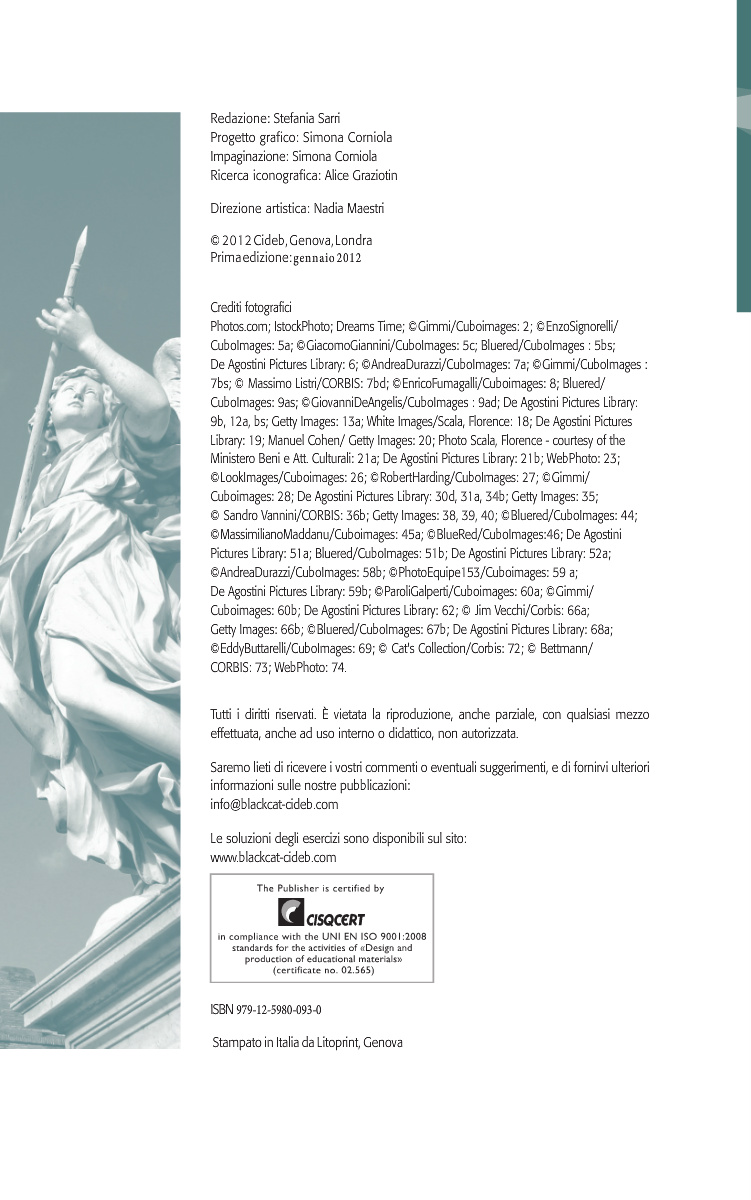 Redazione: Stefania Sarri
Progetto grafico: Simona Corniola
Impaginazione: Simona Corniola
Ricerca iconografica: Alice Graziotin
Direzione artistica: Nadia Maestri
© 2012 Cideb, Genova, Londra
Prima edizione: gennaio 2012
Crediti fotografici
Photos.com; IstockPhoto; Dreams Time; ©Gimmi/Cuboimages: 2; ©EnzoSignorelli/
CuboImages: 5a; ©GiacomoGiannini/CuboImages: 5c; Bluered/CuboImages : 5bs;
De Agostini Pictures Library: 6; ©AndreaDurazzi/CuboImages: 7a; ©Gimmi/CuboImages :
7bs; © Massimo Listri/CORBIS: 7bd; ©EnricoFumagalli/Cuboimages: 8; Bluered/
CuboImages: 9as; ©GiovanniDeAngelis/CuboImages : 9ad; De Agostini Pictures Library:
9b, 12a, bs; Getty Images: 13a; White Images/Scala, Florence: 18; De Agostini Pictures
Library: 19; Manuel Cohen/ Getty Images: 20; Photo Scala, Florence - courtesy of the
Ministero Beni e Att. Culturali: 21a; De Agostini Pictures Library: 21b; WebPhoto: 23;
©LookImages/Cuboimages: 26; ©RobertHarding/CuboImages: 27; ©Gimmi/
Cuboimages: 28; De Agostini Pictures Library: 30d, 31a, 34b; Getty Images: 35;
© Sandro Vannini/CORBIS: 36b; Getty Images: 38, 39, 40; ©Bluered/CuboImages: 44;
©MassimilianoMaddanu/Cuboimages: 45a; ©BlueRed/CuboImages:46; De Agostini
Pictures Library: 51a; Bluered/CuboImages: 51b; De Agostini Pictures Library: 52a;
©AndreaDurazzi/CuboImages: 58b; ©PhotoEquipe153/Cuboimages: 59 a;
De Agostini Pictures Library: 59b; ©ParoliGalperti/Cuboimages: 60a; ©Gimmi/
Cuboimages: 60b; De Agostini Pictures Library: 62; © Jim Vecchi/Corbis: 66a;
Getty Images: 66b; ©Bluered/CuboImages: 67b; De Agostini Pictures Library: 68a;
©EddyButtarelli/CuboImages: 69; © Cat's Collection/Corbis: 72; © Bettmann/
CORBIS: 73; WebPhoto: 74.
Tutti i diritti riservati. È vietata la riproduzione, anche parziale, con qualsiasi mezzo
effettuata, anche ad uso interno o didattico, non autorizzata.
Saremo lieti di ricevere i vostri commenti o eventuali suggerimenti, e di fornirvi ulteriori
informazioni sulle nostre pubblicazioni:
info@blackcat-cideb.com
Le soluzioni degli esercizi sono disponibili sul sito:
www.blackcat-cideb.com
The Publisher is certified by
CISQCERT
in compliance with the UNI EN ISO 9001:2008
standards for the activities of «Design and
production of educational materials»
(certificate no. 02.565)
ISBN 979-12-5980-093-0
Stampato in Italia da Litoprint, Genova